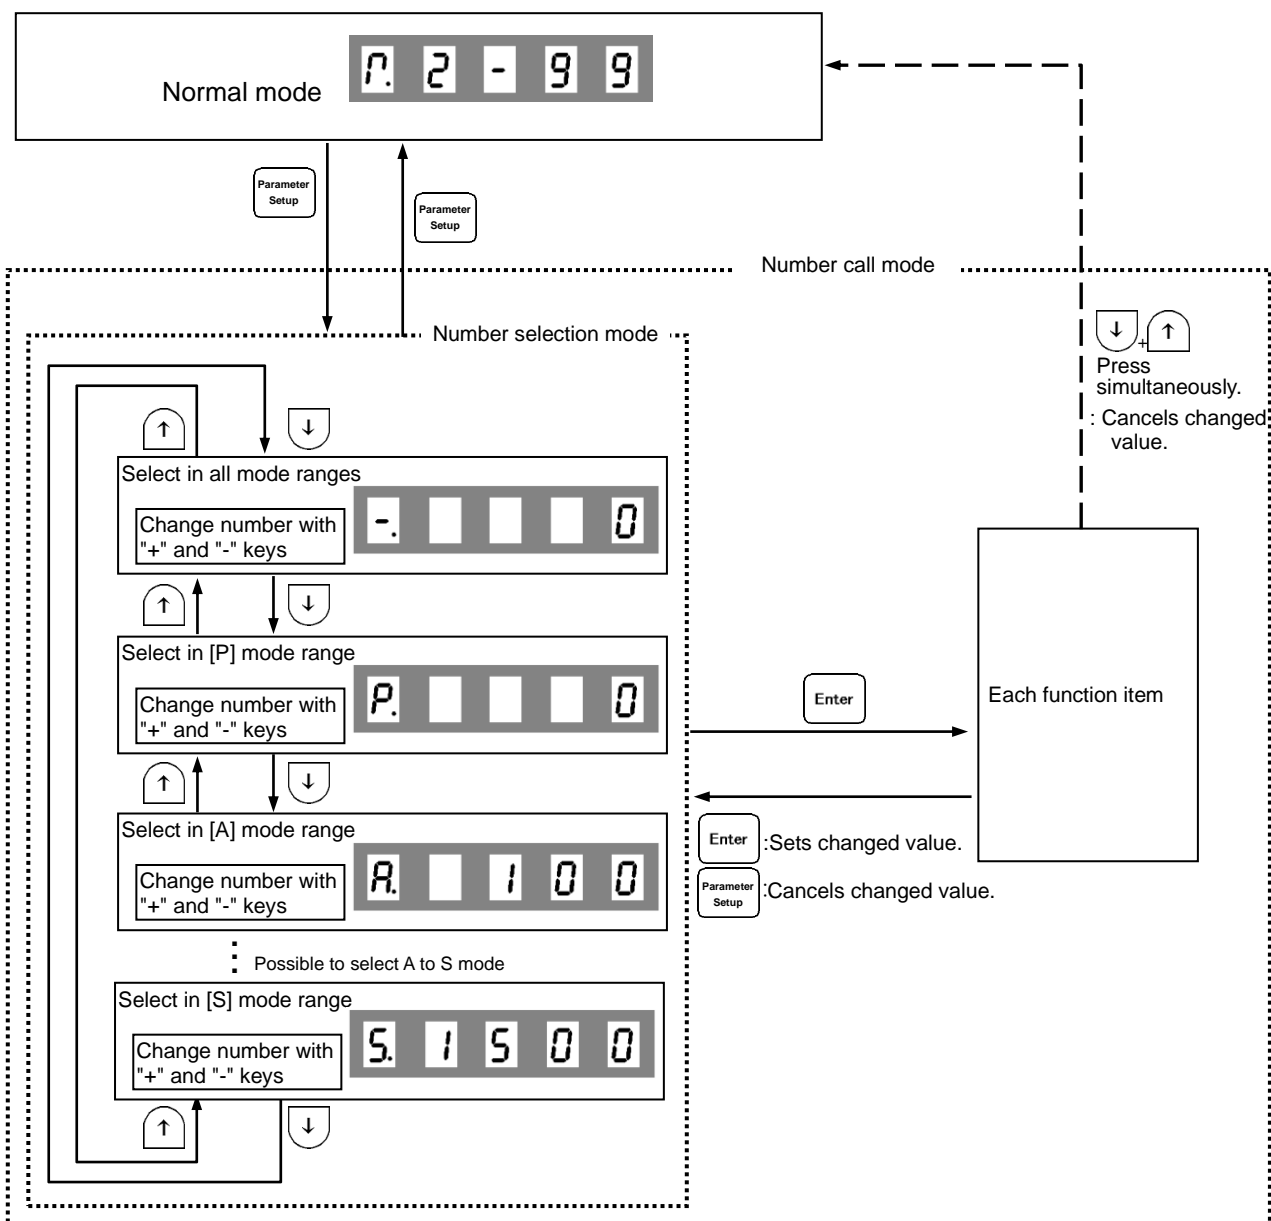 Normal mode
2 - 9 9
Parameter
Setup
Parameter
Setup
Number call mode
Number selection mode
↓ + ↑
Press
simultaneously.
: Cancels changed
value.
↑ ↓
Select in all mode ranges
Change number with
"+" and "-" keys
-. 0
↑ ↓
Select in [P] mode range
Change number with
"+" and "-" keys
P. 0
Enter
Each function item
↑ ↓
Select in [A] mode range
Change number with
"+" and "-" keys
A. 1 0 0
Enter :Sets changed value.
Parameter
Setup
:Cancels changed value.
⋮ Possible to select A to S mode
Select in [S] mode range
Change number with
"+" and "-" keys
S. 1 5 0 0
↑ ↓